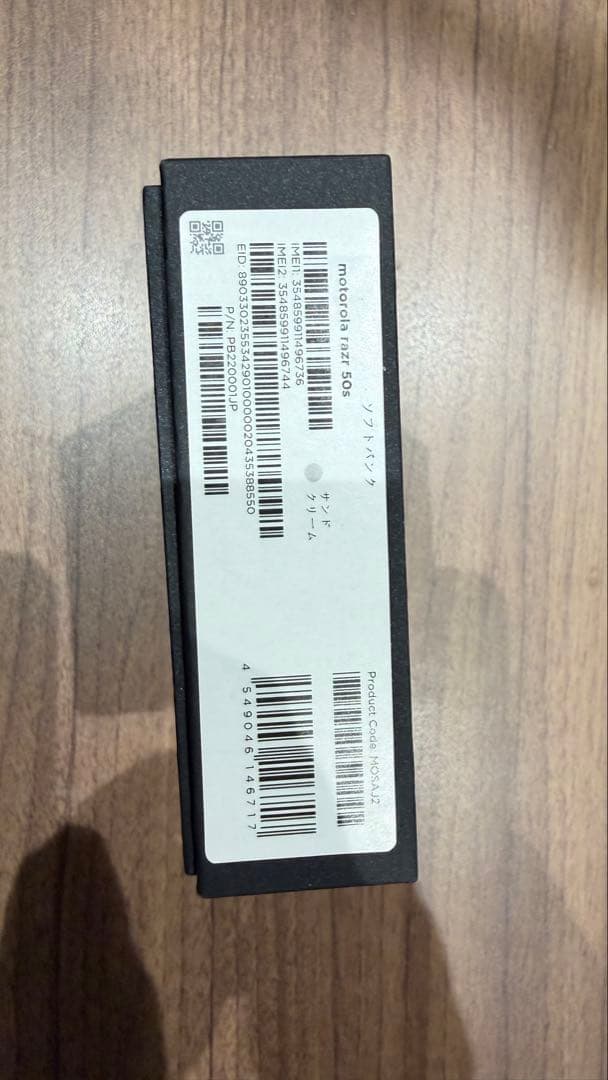 motorola razr 50s
ソフトバンク
IMEI1: 354859911496736
IMEI2: 354859911496744
EID: 89033023553429010000020435388550
P/N: PB220001JP
サンド
クリーム
Product Code: MOSAJ2
4 549046 146717